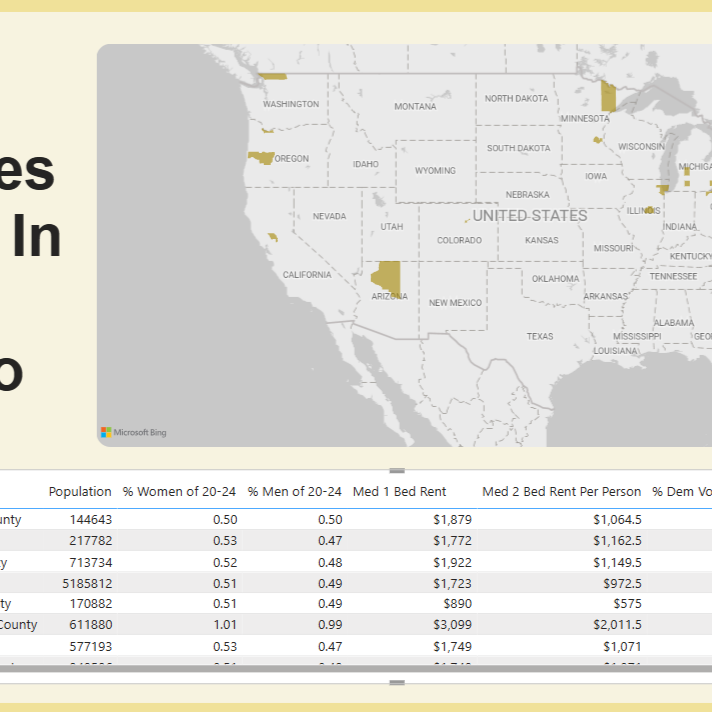 es
In
o
WASHINGTON
MONTANA
NORTH DAKOTA
MINNESOTA
OREGON
IDAHO
SOUTH DAKOTA
WISCONSIN
MICHIGA
WYOMING
IOWA
NEBRASKA
NEVADA
UTAH
UNITED STATES
ILLINOIS
INDIANA
COLORADO
KANSAS
MISSOURI
KENTUCKY
CALIFORNIA
OKLAHOMA
TENNESSEE
ARIZONA
NEW MEXICO
ARKANSAS
ALABAMA
TEXAS
MISSISSIPPI
GEO
LOUISIANA
Microsoft Bing
Population % Women of 20-24 % Men of 20-24 Med 1 Bed Rent Med 2 Bed Rent Per Person % Dem Vo
unty 144643 0.50 0.50 $1,879 $1,064.5
217782 0.53 0.47 $1,772 $1,162.5
ty 713734 0.52 0.48 $1,922 $1,149.5
5185812 0.51 0.49 $1,723 $972.5
ty 170882 0.51 0.49 $890 $575
County 611880 1.01 0.99 $3,099 $2,011.5
577193 0.53 0.47 $1,749 $1,071